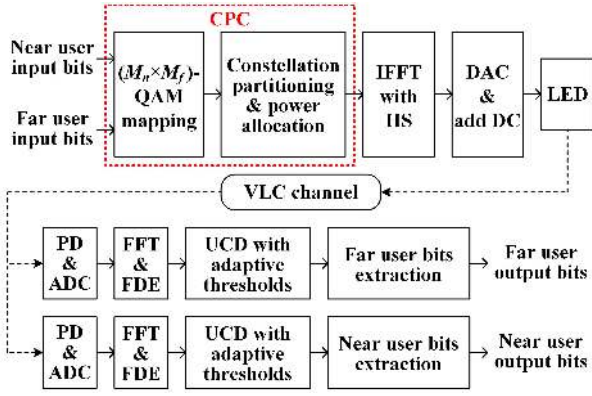 CPC
Near user
input bits
Far user
input bits
(Mn×Mf)-
QAM
mapping
Constellation
partitioning
& power
allocation
IFFT
with
HS
DAC
&
add DC
LED
VLC channel
PD
&
ADC
FFT
&
FDE
UCD with
adaptive
thresholds
Far user bits
extraction
Far user
output bits
PD
&
ADC
FFT
&
FDE
UCD with
adaptive
thresholds
Near user bits
extraction
Near user
output bits